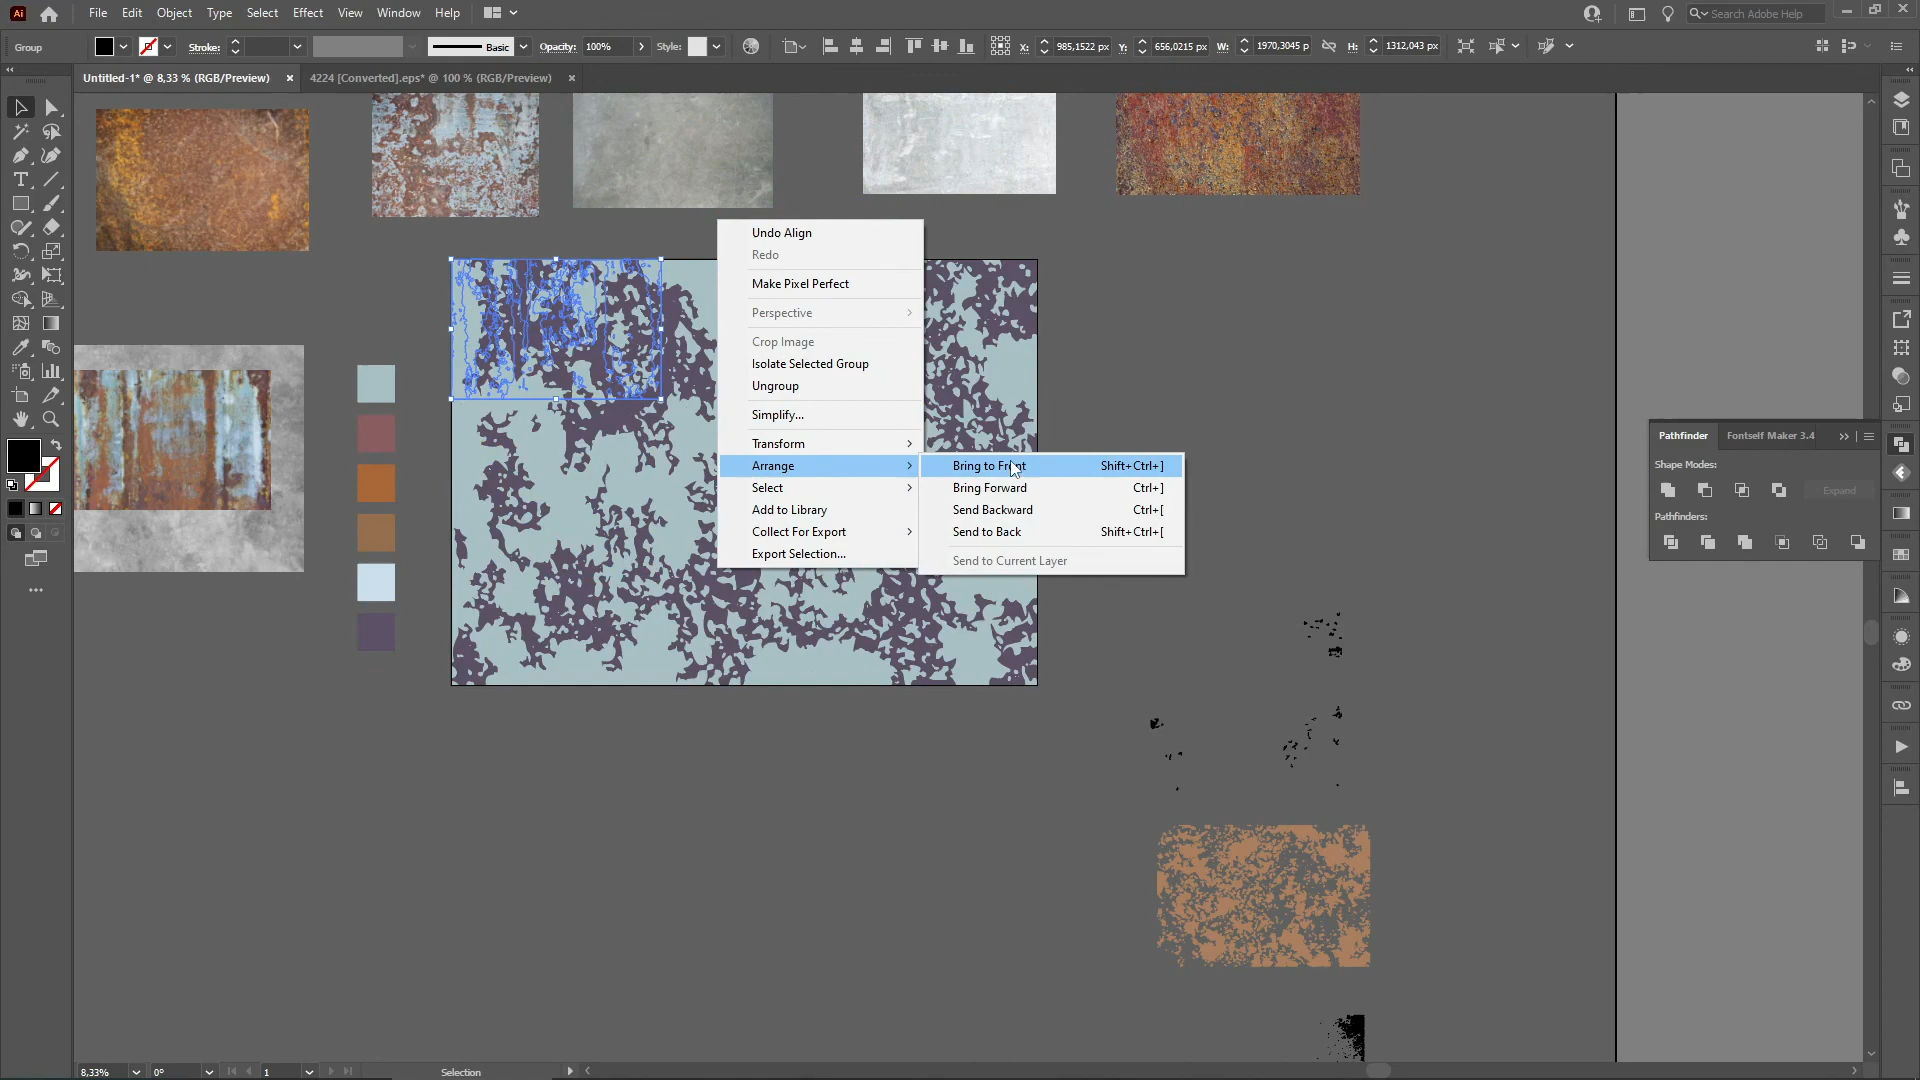 Ai File Edit Object Type Select Effect View Window Help Search Adobe Help
Group Stroke: Basic Opacity: 100% Style: X: 985,1522 px Y: 656,0215 px W: 1970,3045 p H: 1312,043 px
Untitled-1* @ 8,33 % (RGB/Preview) × 4224 [Converted].eps* @ 100 % (RGB/Preview) ×
Undo Align
Redo
Make Pixel Perfect
Perspective
Crop Image
Isolate Selected Group
Ungroup
Simplify...
Transform
Arrange
Select
Add to Library
Collect For Export
Export Selection...
Bring to Front Shift+Ctrl+]
Bring Forward Ctrl+]
Send Backward Ctrl+[
Send to Back Shift+Ctrl+[
Send to Current Layer
Pathfinder Fontself Maker 3.4
Shape Modes:
Expand
Pathfinders:
8,33% 0° 1 Selection